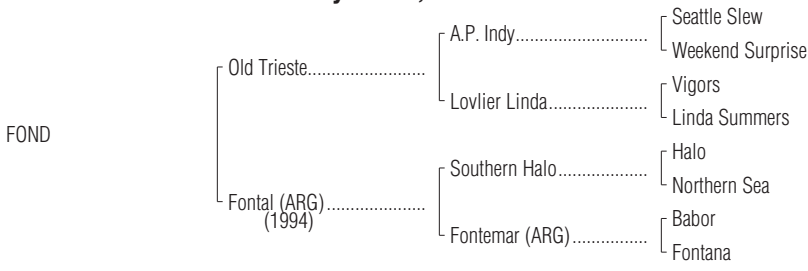 Seattle Slew
A.P. Indy
Weekend Surprise
Old Trieste
Vigors
Lovlier Linda
Linda Summers
FOND
Halo
Southern Halo
Northern Sea
Fontal (ARG)
(1994)
Babor
Fontemar (ARG)
Fontana